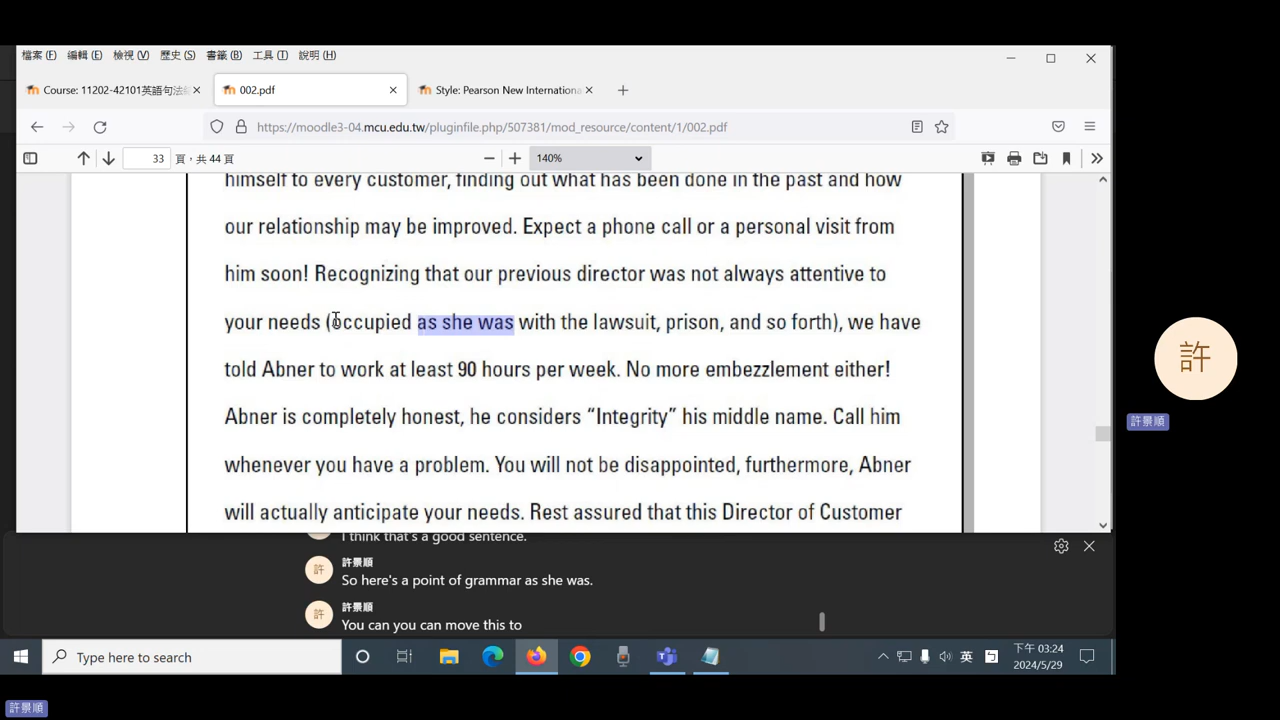 檔案(F) 編輯(E) 檢視(V) 歷史(S) 書籤(B) 工具(T) 說明(H)
Course: 11202-42101英語句法 002.pdf Style: Pearson New Internationa
https://moodle3-04.mcu.edu.tw/pluginfile.php/507381/mod_resource/content/1/002.pdf
33 頁，共 44 頁 140%
himself to every customer, finding out what has been done in the past and how
our relationship may be improved. Expect a phone call or a personal visit from
him soon! Recognizing that our previous director was not always attentive to
your needs (occupied as she was with the lawsuit, prison, and so forth), we have
told Abner to work at least 90 hours per week. No more embezzlement either!
Abner is completely honest, he considers “Integrity” his middle name. Call him
whenever you have a problem. You will not be disappointed, furthermore, Abner
will actually anticipate your needs. Rest assured that this Director of Customer
許
許景順
I think that's a good sentence.
許 許景順
So here's a point of grammar as she was.
許 許景順
You can you can move this to
Type here to search
英
下午 03:24
2024/5/29
許景順